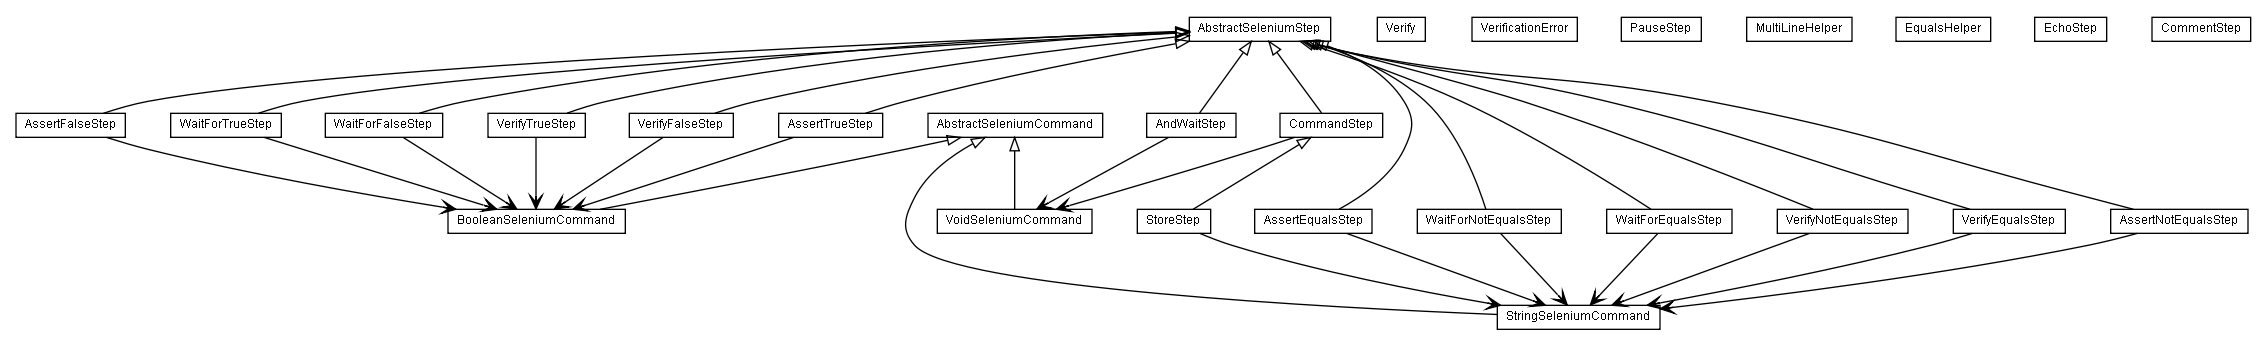 AbstractSeleniumStep
Verify
VerificationError
PauseStep
MultiLineHelper
EqualsHelper
EchoStep
CommentStep
AssertFalseStep
WaitForTrueStep
WaitForFalseStep
VerifyTrueStep
VerifyFalseStep
AssertTrueStep
AbstractSeleniumCommand
AndWaitStep
CommandStep
BooleanSeleniumCommand
VoidSeleniumCommand
StoreStep
AssertEqualsStep
WaitForNotEqualsStep
WaitForEqualsStep
VerifyNotEqualsStep
VerifyEqualsStep
AssertNotEqualsStep
StringSeleniumCommand